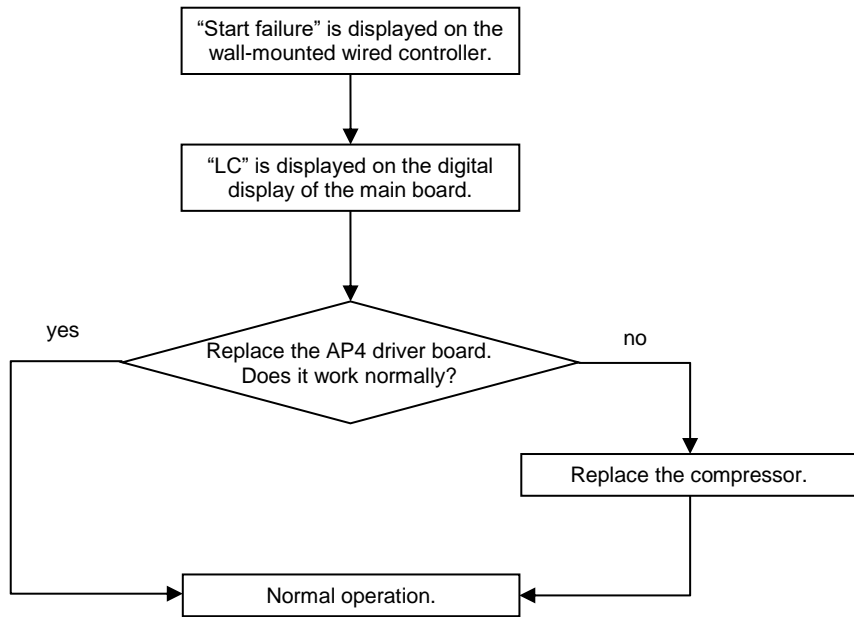 “Start failure” is displayed on the
wall-mounted wired controller.
“LC” is displayed on the digital
display of the main board.
yes
Replace the AP4 driver board.
Does it work normally?
no
Replace the compressor.
Normal operation.